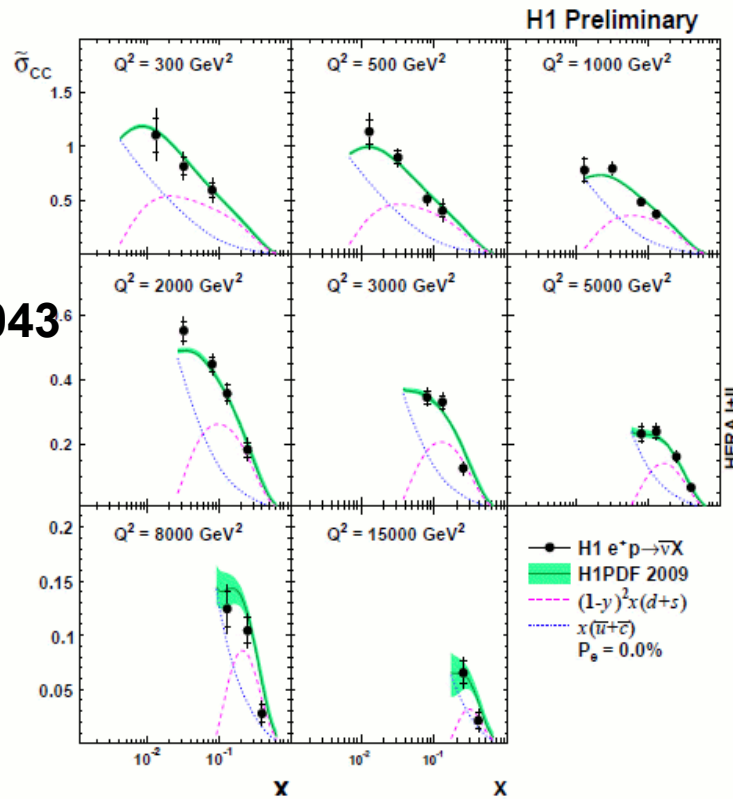 H1 Preliminary
σ̃CC
Q² = 300 GeV²
Q² = 500 GeV²
Q² = 1000 GeV²
1.5
1
0.5
Q² = 2000 GeV²
Q² = 3000 GeV²
Q² = 5000 GeV²
043
.6
0.4
0.2
HERA I+II
Q² = 8000 GeV²
Q² = 15000 GeV²
0.2
0.15
0.1
0.05
H1 e⁺p→ν̅X
H1PDF 2009
(1-y)²x(d+s)
x(u̅+c̅)
Pe = 0.0%
10⁻² 10⁻¹ 10⁻² 10⁻¹
x x